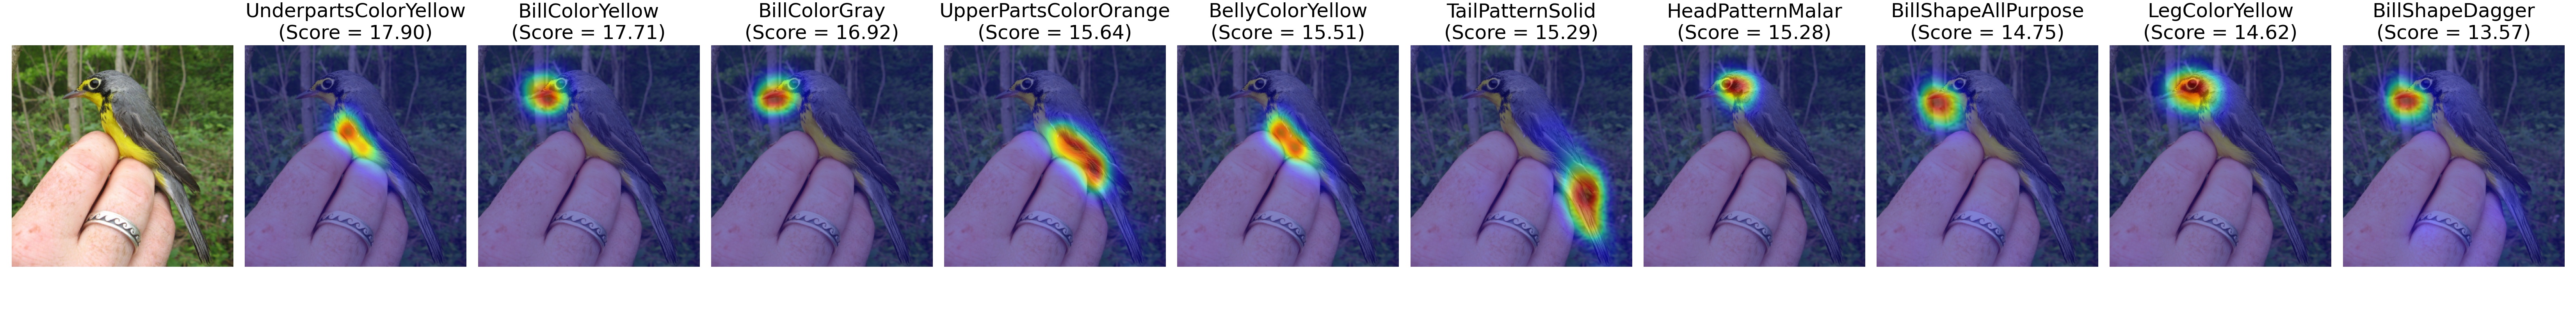 UnderpartsColorYellow
(Score = 17.90)
BillColorYellow
(Score = 17.71)
BillColorGray
(Score = 16.92)
UpperPartsColorOrange
(Score = 15.64)
BellyColorYellow
(Score = 15.51)
TailPatternSolid
(Score = 15.29)
HeadPatternMalar
(Score = 15.28)
BillShapeAllPurpose
(Score = 14.75)
LegColorYellow
(Score = 14.62)
BillShapeDagger
(Score = 13.57)